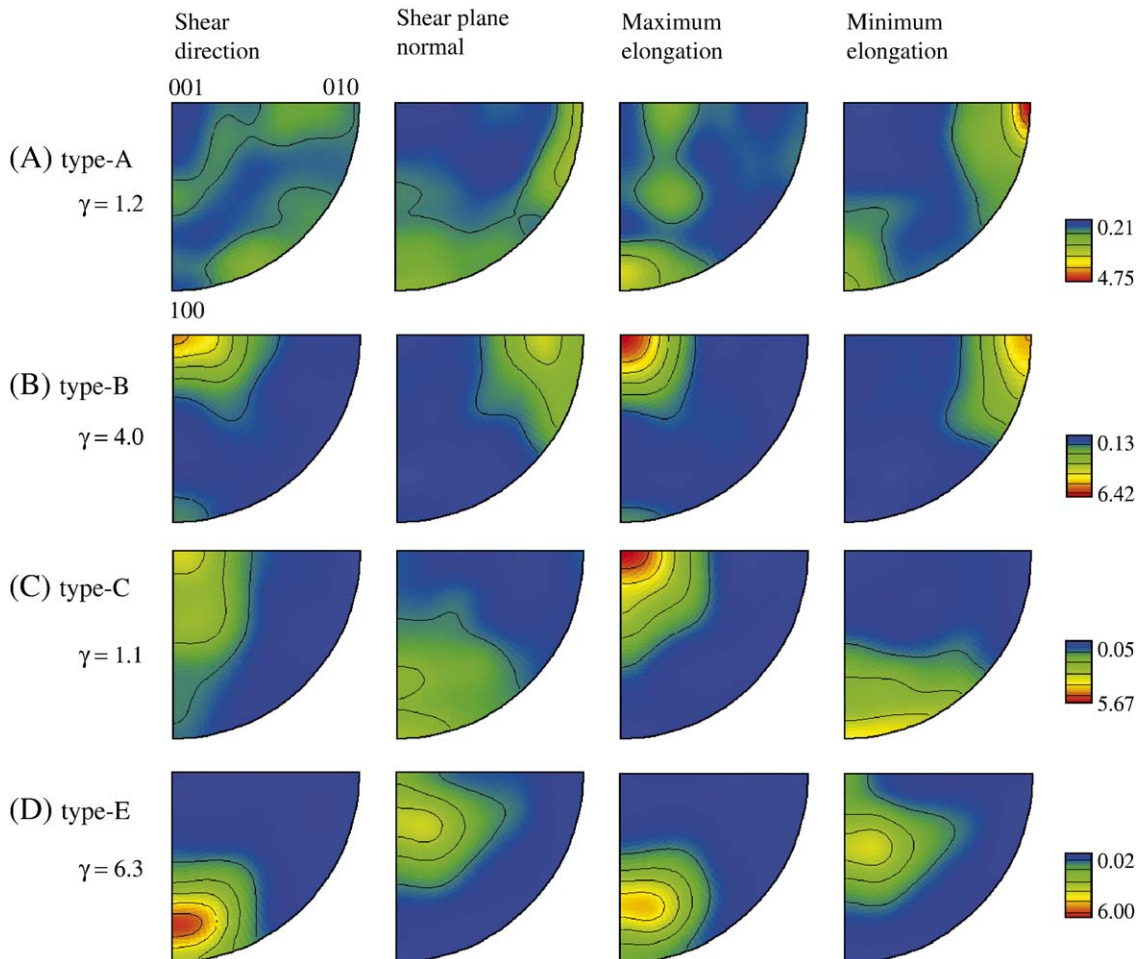 Shear
direction
Shear plane
normal
Maximum
elongation
Minimum
elongation
001 010
(A) type-A
γ = 1.2
0.21
4.75
100
(B) type-B
γ = 4.0
0.13
6.42
(C) type-C
γ = 1.1
0.05
5.67
(D) type-E
γ = 6.3
0.02
6.00